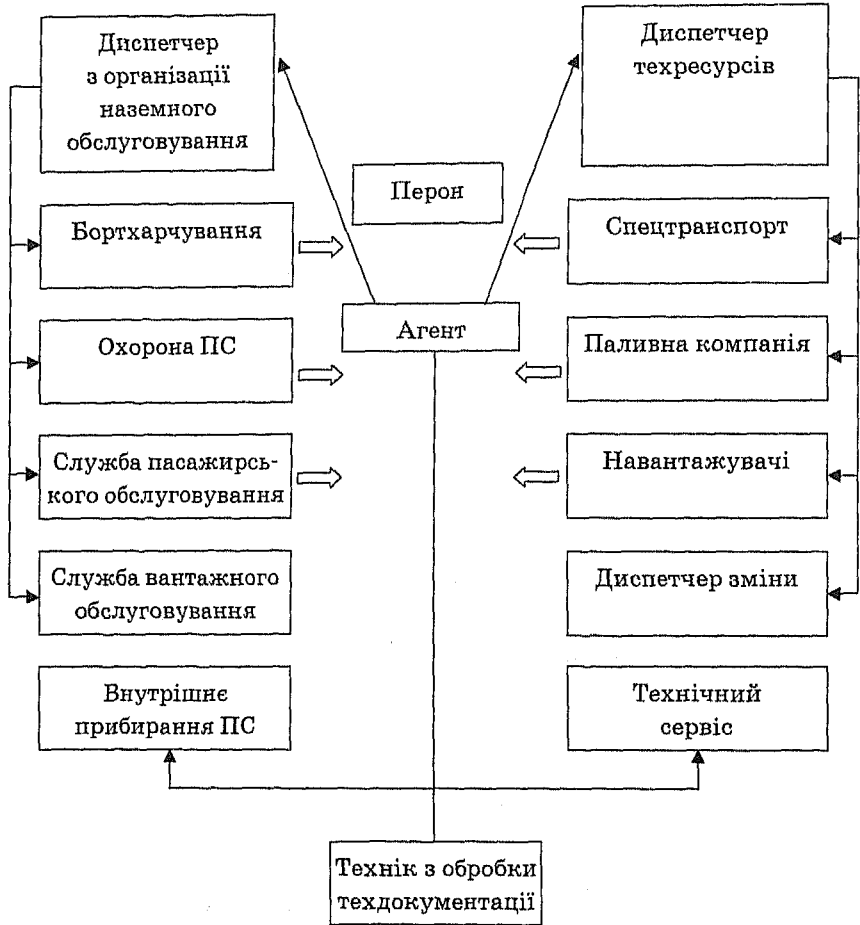 Диспетчер
з організації
наземного
обслуговування
Диспетчер
техресурсів
Перон
Бортхарчування
Спецтранспорт
Агент
Охорона ПС
Паливна компанія
Служба пасажирсь-
кого обслуговування
Навантажувачі
Служба вантажного
обслуговування
Диспетчер зміни
Внутрішнє
прибирання ПС
Технічний
сервіс
Технік з обробки
техдокументації